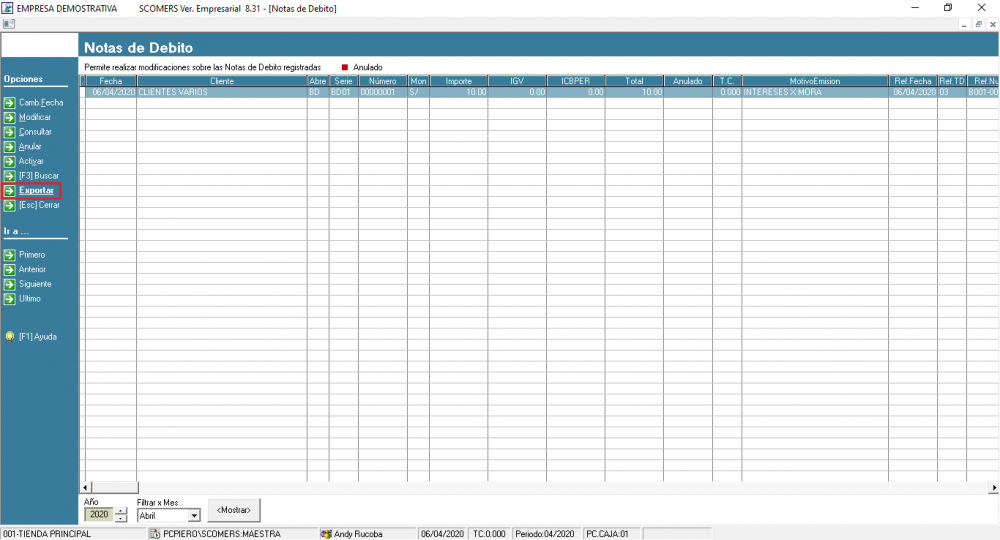 EMPRESA DEMOSTRATIVA SCOMERS Ver. Empresarial 8.31 - [Notas de Debito]
Notas de Debito
Permite realizar modificaciones sobre las Notas de Debito registradas Anulado
Opciones
Camb.Fecha
Modificar
Consultar
Anular
Activar
[F3] Buscar
Exportar
[Esc] Cerrar
Ir a ...
Primero
Anterior
Siguiente
Ultimo
[F1] Ayuda
Fecha Cliente Abre Serie Número Mon Importe IGV ICBPER Total Anulado T.C. MotivoEmision Ref.Fecha Ref.TD Ref.Nu
06/04/2020 CLIENTES VARIOS BD BD01 00000001 S/ 10.00 0.00 0.00 10.00 0.000 INTERESES X MORA 06/04/2020 03 B001-00
Año Filtrar x Mes
2020 Abril <Mostrar>
001-TIENDA PRINCIPAL PCPIERO\SCOMERS:MAESTRA Andy Rucoba 06/04/2020 TC:0.000 Periodo:04/2020 PC.CAJA:01